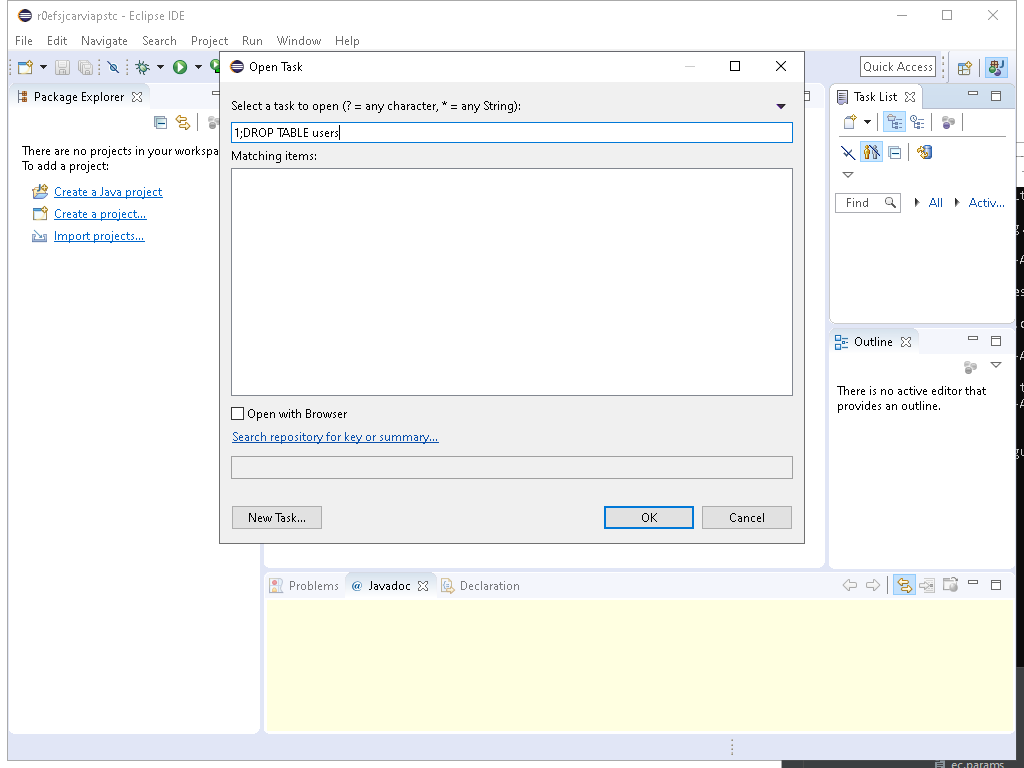 r0efsjcarviapstc - Eclipse IDE
File Edit Navigate Search Project Run Window Help
Quick Access
Package Explorer
There are no projects in your workspa
To add a project:
Create a Java project
Create a project...
Import projects...
Open Task
Select a task to open (? = any character, * = any String):
1;DROP TABLE users
Matching items:
Open with Browser
Search repository for key or summary...
New Task...
OK
Cancel
Task List
Find
All
Activ...
Outline
There is no active editor that
provides an outline.
Problems
@ Javadoc
Declaration
ec.params